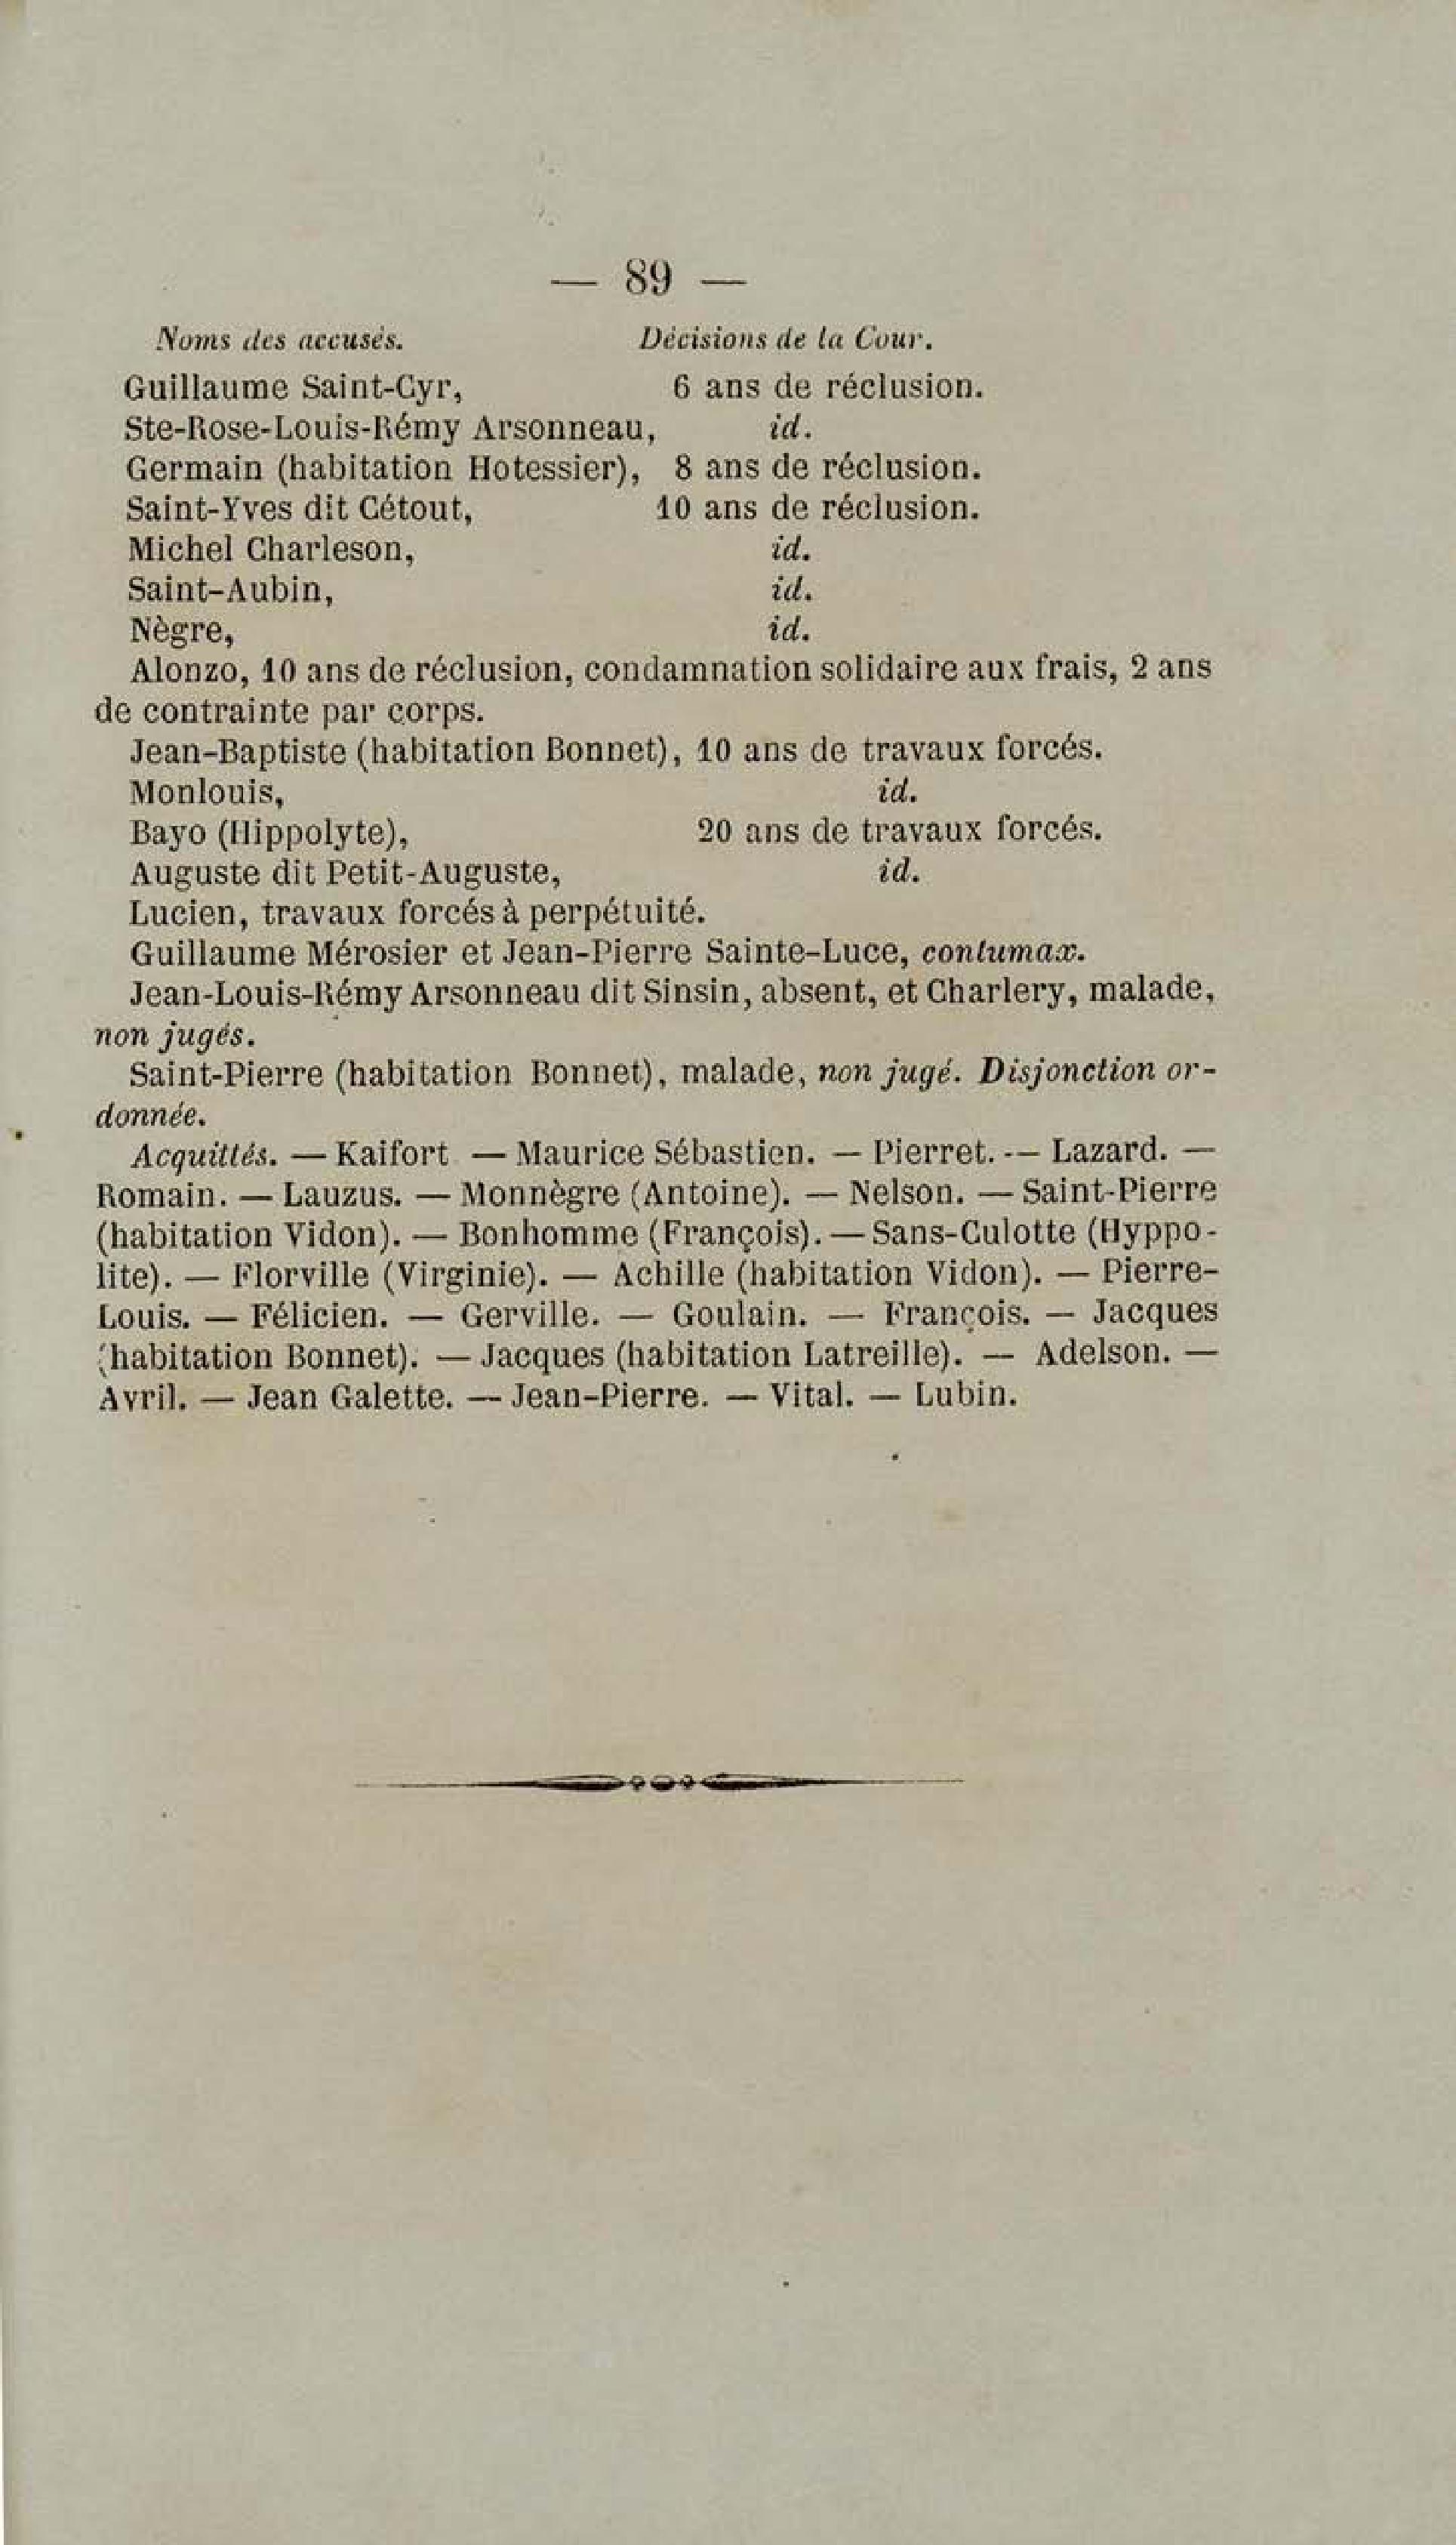 — 89 —
Noms des accusés. Décisions de la Cour.
Guillaume Saint-Cyr, 6 ans de réclusion.
Ste-Rose-Louis-Rémy Arsonneau, id.
Germain (habitation Hotessier), 8 ans de réclusion.
Saint-Yves dit Cétout, 10 ans de réclusion.
Michel Charleson, id.
Saint-Aubin, id.
Nègre, id.
Alonzo, 10 ans de réclusion, condamnation solidaire aux frais, 2 ans
de contrainte par corps.
Jean-Baptiste (habitation Bonnet), 10 ans de travaux forcés.
Monlouis, id.
Bayo (Hippolyte), 20 ans de travaux forcés.
Auguste dit Petit-Auguste, id.
Lucien, travaux forcés à perpétuité.
Guillaume Mérosier et Jean-Pierre Sainte-Luce, contumax.
Jean-Louis-Rémy Arsonneau dit Sinsin, absent, et Charlery, malade,
non jugés.
Saint-Pierre (habitation Bonnet), malade, non jugé. Disjonction or-
donnée.
Acquittés. — Kaifort — Maurice Sébastien. — Pierret. — Lazard. —
Romain. — Lauzus. — Monnègre (Antoine). — Nelson. — Saint-Pierre
(habitation Vidon). — Bonhomme (François). — Sans-Culotte (Hyppo-
lite). — Florville (Virginie). — Achille (habitation Vidon). — Pierre-
Louis. — Félicien. — Gerville. — Goulain. — François. — Jacques
(habitation Bonnet). — Jacques (habitation Latreille). — Adelson. —
Avril. — Jean Galette. — Jean-Pierre. — Vital. — Lubin.